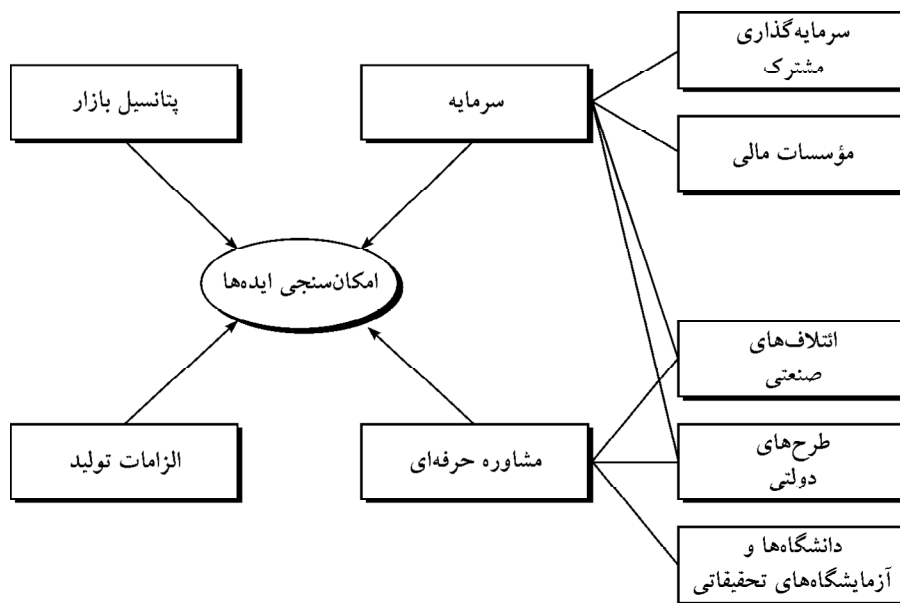 سرمایه‌گذاری
مشترک
سرمایه
پتانسیل بازار
مؤسسات مالی
امکان‌سنجی ایده‌ها
ائتلاف‌های
صنعتی
طرح‌های
دولتی
مشاوره حرفه‌ای
الزامات تولید
دانشگاه‌ها و
آزمایشگاه‌های تحقیقاتی